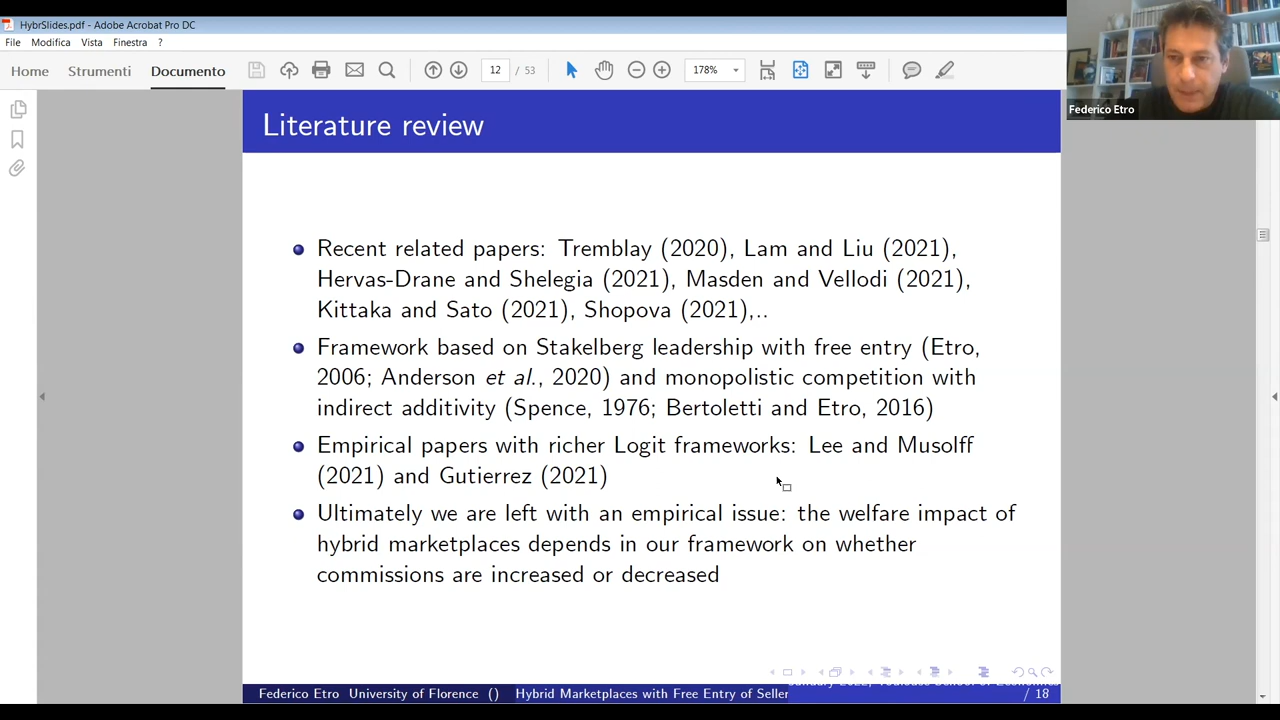 HybrSlides.pdf - Adobe Acrobat Pro DC
File Modifica Vista Finestra ?
Home Strumenti Documento 12 / 53 178%
Federico Etro
Literature review
Recent related papers: Tremblay (2020), Lam and Liu (2021),
Hervas-Drane and Shelegia (2021), Masden and Vellodi (2021),
Kittaka and Sato (2021), Shopova (2021),..
Framework based on Stakelberg leadership with free entry (Etro,
2006; Anderson et al., 2020) and monopolistic competition with
indirect additivity (Spence, 1976; Bertoletti and Etro, 2016)
Empirical papers with richer Logit frameworks: Lee and Musolff
(2021) and Gutierrez (2021)
Ultimately we are left with an empirical issue: the welfare impact of
hybrid marketplaces depends in our framework on whether
commissions are increased or decreased
Federico Etro University of Florence () Hybrid Marketplaces with Free Entry of Seller
/ 18